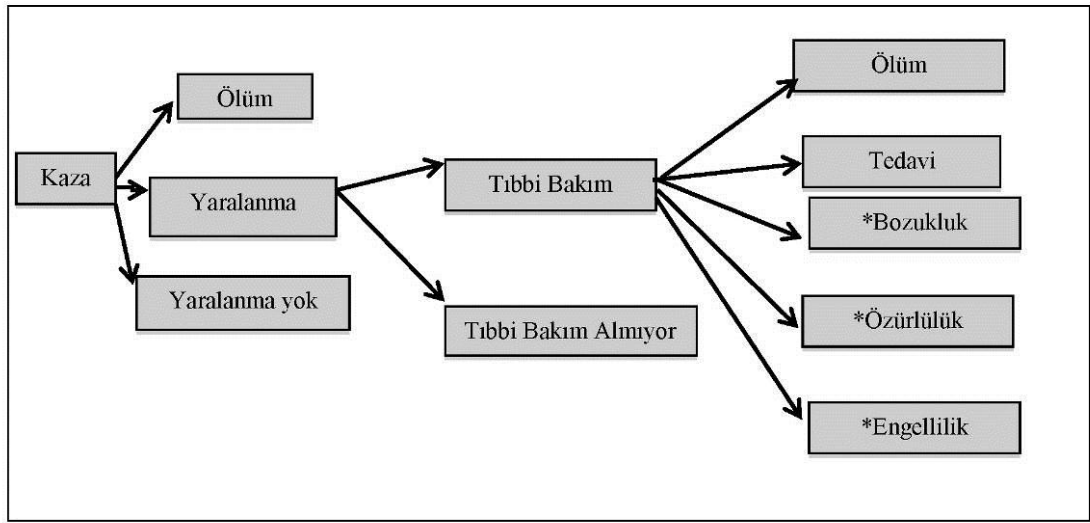 Kaza
Ölüm
Yaralanma
Yaralanma yok
Tıbbi Bakım
Tıbbi Bakım Almıyor
Ölüm
Tedavi
*Bozukluk
*Özürlülük
*Engellilik